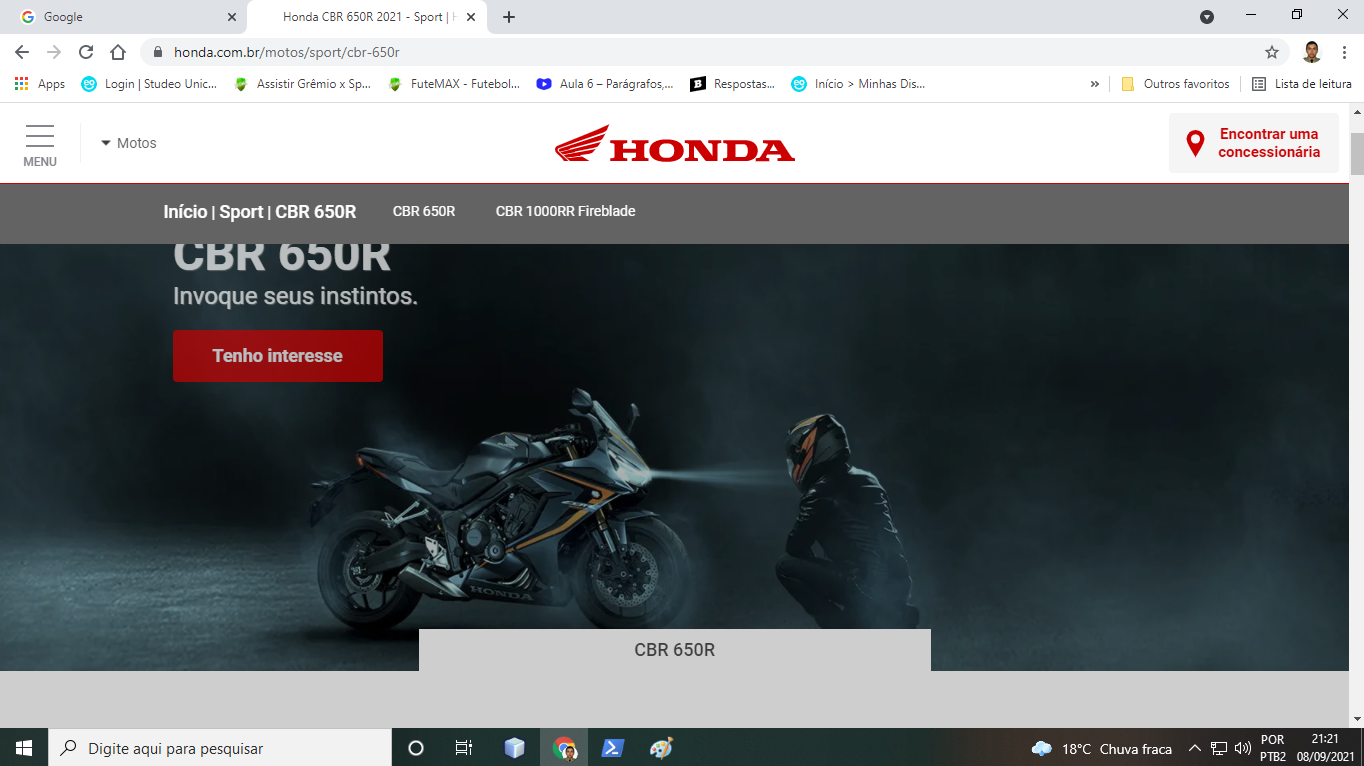 Google
Honda CBR 650R 2021 - Sport | H
honda.com.br/motos/sport/cbr-650r
Apps
Login | Studeo Unic...
Assistir Grêmio x Sp...
FuteMAX - Futebol...
Aula 6 – Parágrafos,...
Respostas...
Início > Minhas Dis...
»
Outros favoritos
Lista de leitura
MENU
Motos
HONDA
Encontrar uma
concessionária
Início | Sport | CBR 650R
CBR 650R
CBR 1000RR Fireblade
CBR 650R
Invoque seus instintos.
Tenho interesse
HONDA
CBR 650R
Digite aqui para pesquisar
18°C Chuva fraca
POR
PTB2
21:21
08/09/2021